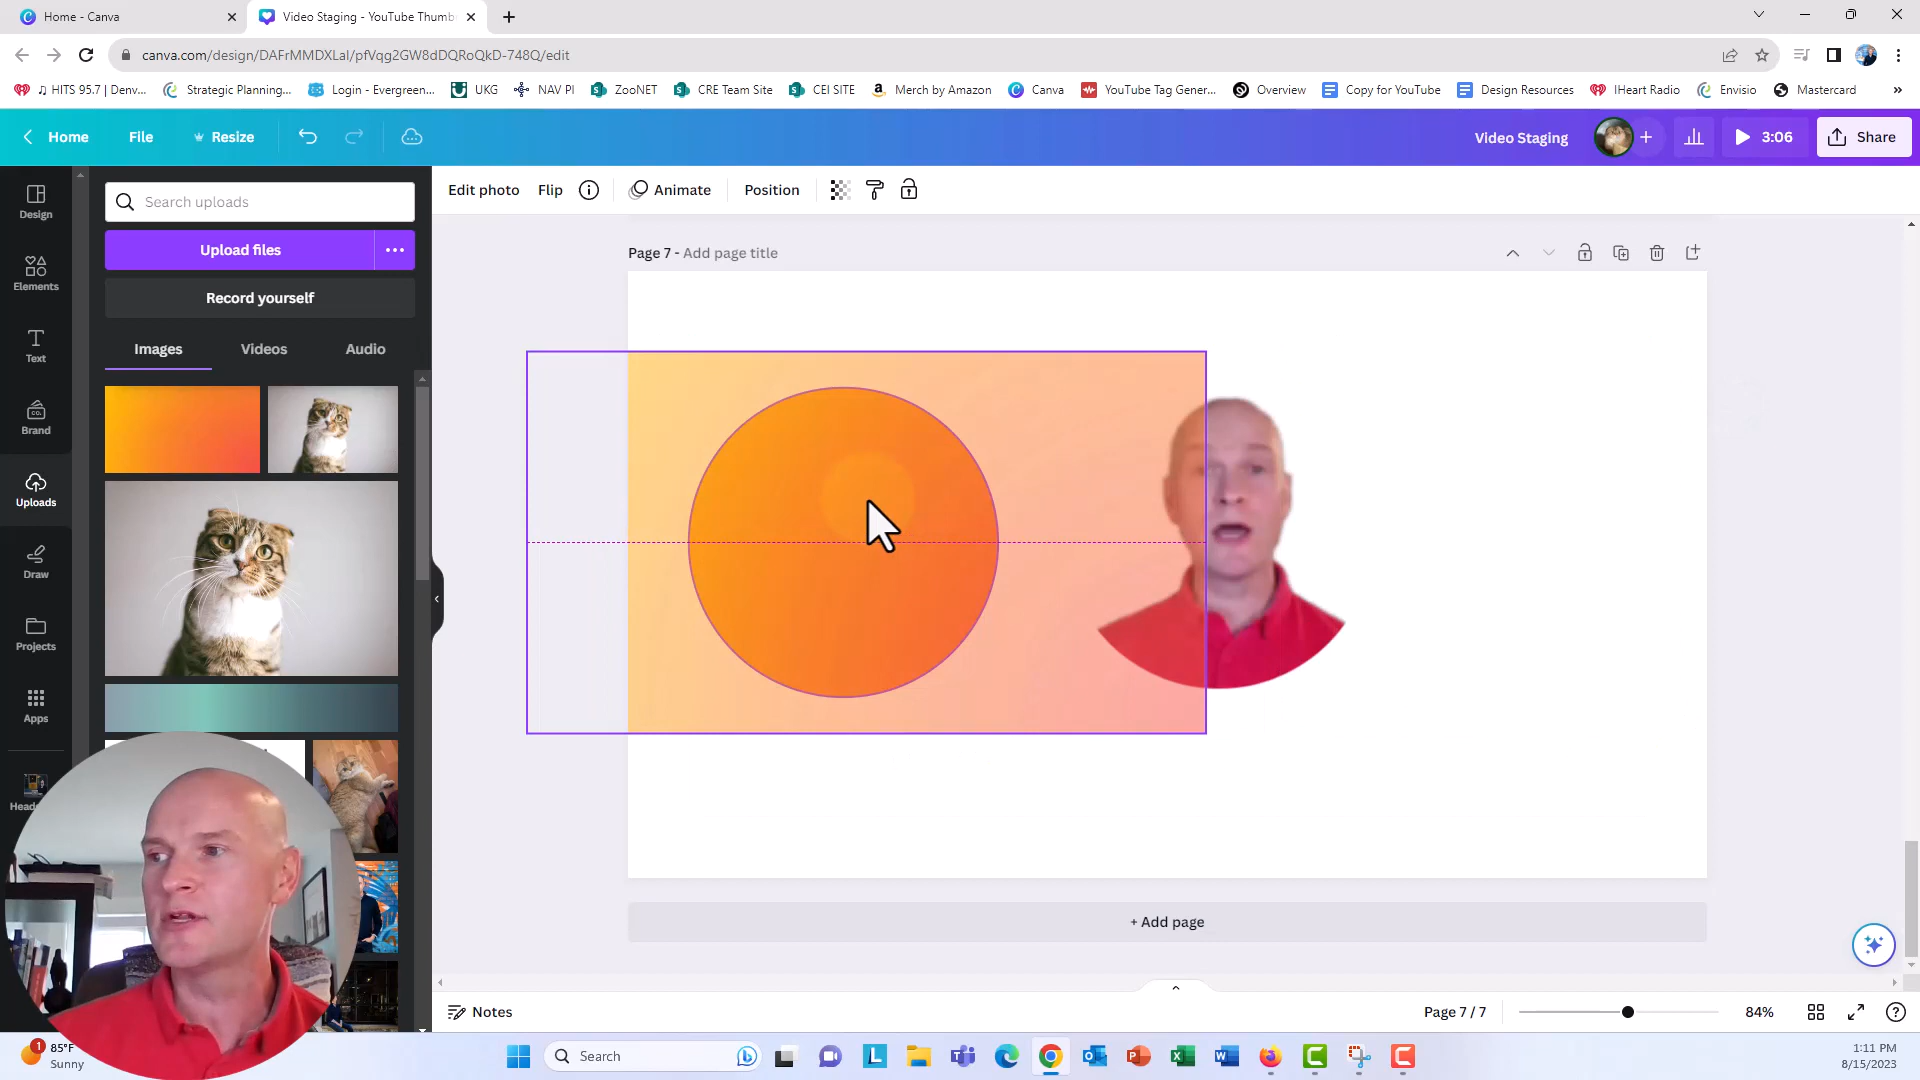 Home - Canva
Video Staging - YouTube Thumb
canva.com/design/DAFrMMDXLaI/pfVqg2GW8dDQRoQkD-748Q/edit
♫ HITS 95.7 | Denv...
Strategic Planning...
Login - Evergreen...
UKG
NAV PI
ZooNET
CRE Team Site
CEI SITE
Merch by Amazon
Canva
YouTube Tag Gener...
Overview
Copy for YouTube
Design Resources
IHeart Radio
Envisio
Mastercard
Home
File
Resize
Video Staging
3:06
Share
Design
Elements
Text
Brand
Uploads
Draw
Projects
Apps
Search uploads
Upload files
Record yourself
Images
Videos
Audio
Edit photo
Flip
Animate
Position
Page 7 - Add page title
+ Add page
Notes
Page 7 / 7
84%
1
85°F
Sunny
Search
1:11 PM
8/15/2023